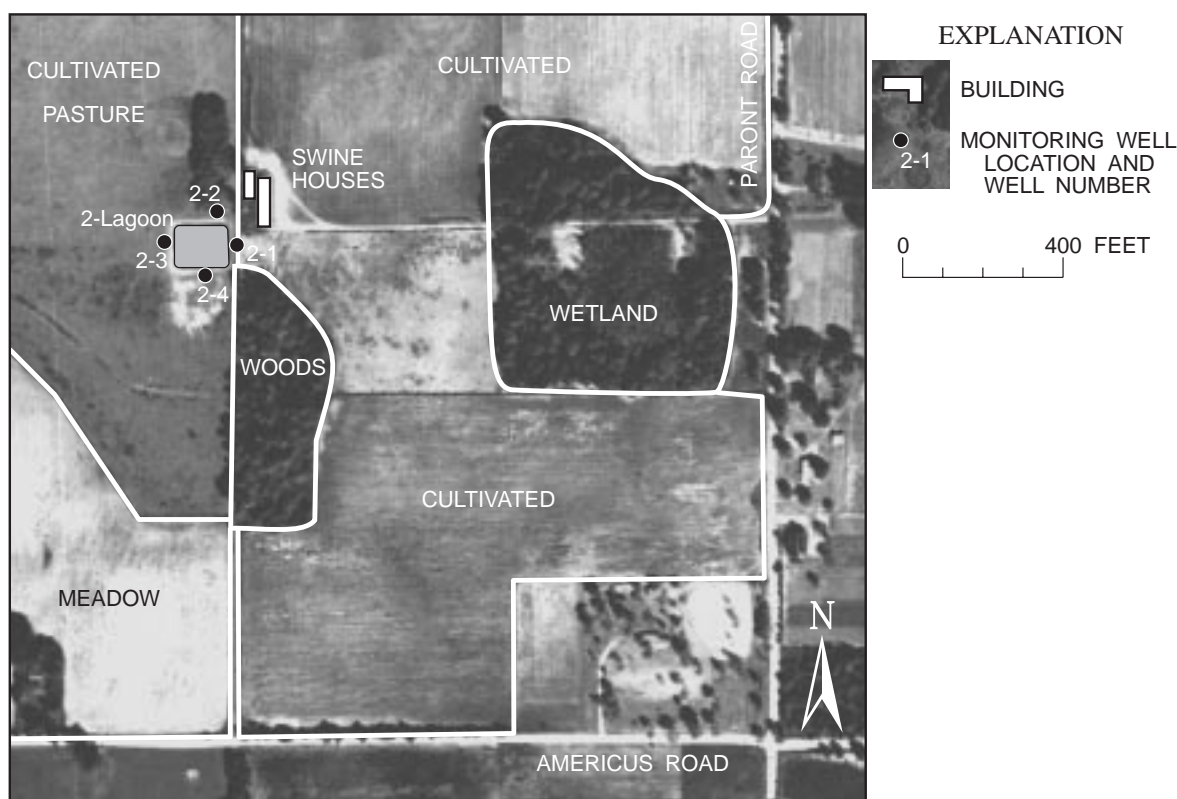 CULTIVATED
PASTURE
CULTIVATED
PARONT ROAD
SWINE
HOUSES
2-2
2-Lagoon
2-3
2-1
2-4
WOODS
WETLAND
CULTIVATED
MEADOW
N
AMERICUS ROAD
EXPLANATION
BUILDING
2-1
MONITORING WELL
LOCATION AND
WELL NUMBER
0
400 FEET